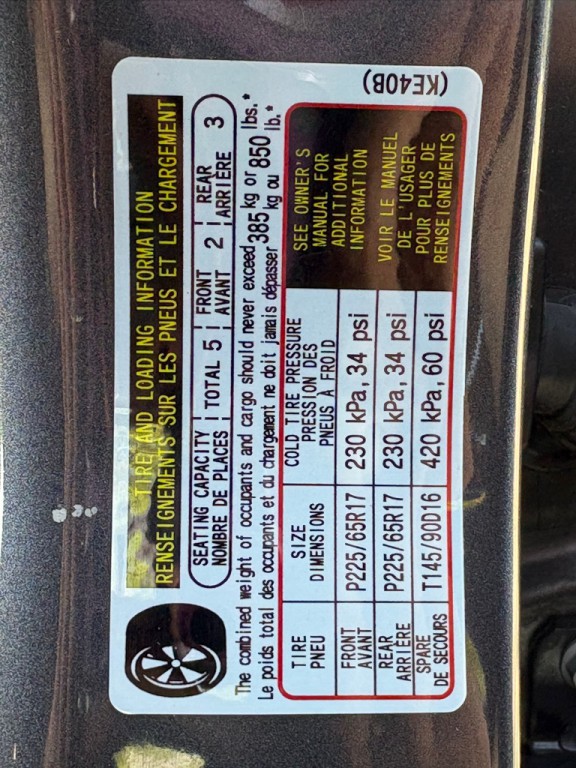 TIRE AND LOADING INFORMATION
RENSEIGNEMENTS SUR LES PNEUS ET LE CHARGEMENT
SEATING CAPACITY TOTAL 5 FRONT 2 REAR 3
NOMBRE DE PLACES AVANT ARRIÈRE
The combined weight of occupants and cargo should never exceed 385 kg or 850 lbs.*
Le poids total des occupants et du chargement ne doit jamais dépasser 385 kg ou 850 lb.*
TIRE SIZE COLD TIRE PRESSURE
PNEU DIMENSIONS PRESSION DES
PNEUS À FROID
FRONT P225/65R17 230 kPa, 34 psi
AVANT
REAR P225/65R17 230 kPa, 34 psi
ARRIÈRE
SPARE T145/90D16 420 kPa, 60 psi
DE SECOURS
SEE OWNER'S
MANUAL FOR
ADDITIONAL
INFORMATION
VOIR LE MANUEL
DE L'USAGER
POUR PLUS DE
RENSEIGNEMENTS
(KE40B)